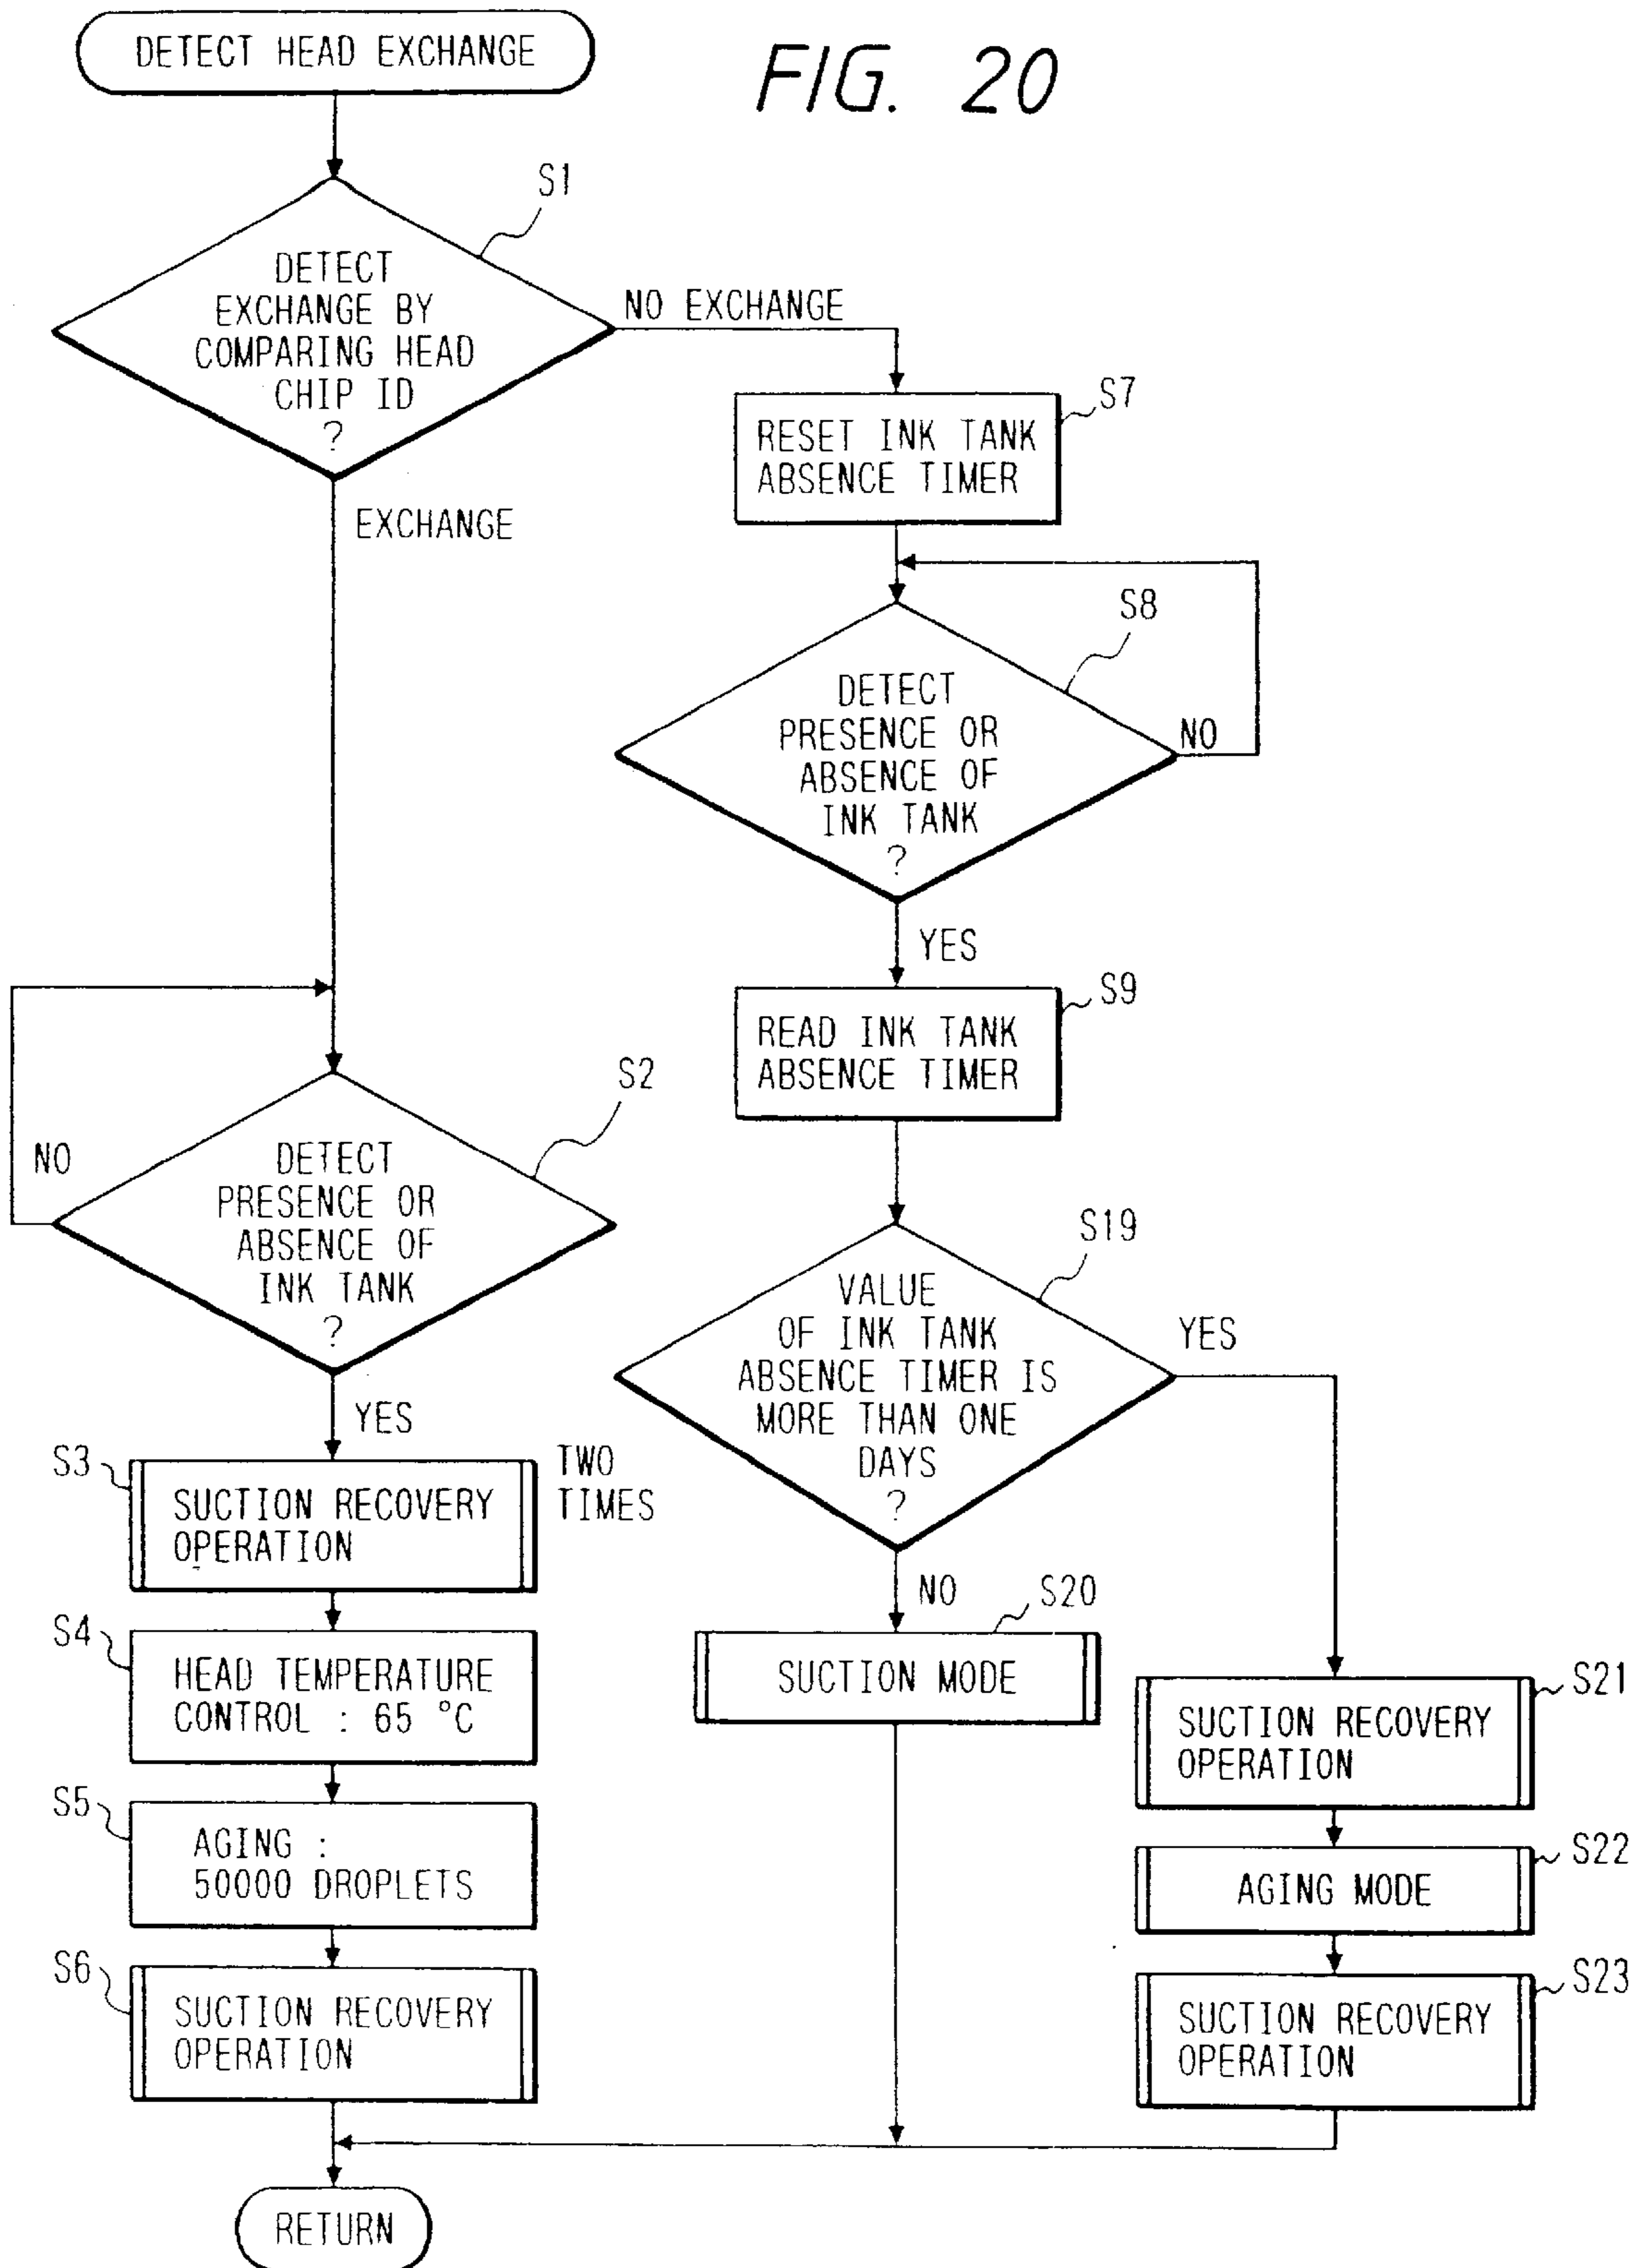 DETECT HEAD EXCHANGE
FIG. 20
S1
DETECT
EXCHANGE BY
COMPARING HEAD
CHIP ID
?
NO EXCHANGE
EXCHANGE
S7
RESET INK TANK
ABSENCE TIMER
S8
DETECT
PRESENCE OR
ABSENCE OF
INK TANK
?
NO
YES
S9
READ INK TANK
ABSENCE TIMER
S2
DETECT
PRESENCE OR
ABSENCE OF
INK TANK
?
NO
YES
S19
VALUE
OF INK TANK
ABSENCE TIMER IS
MORE THAN ONE
DAYS
?
YES
NO
S3
SUCTION RECOVERY
OPERATION
TWO
TIMES
S4
HEAD TEMPERATURE
CONTROL : 65 °C
S5
AGING :
50000 DROPLETS
S6
SUCTION RECOVERY
OPERATION
S20
SUCTION MODE
S21
SUCTION RECOVERY
OPERATION
S22
AGING MODE
S23
SUCTION RECOVERY
OPERATION
RETURN